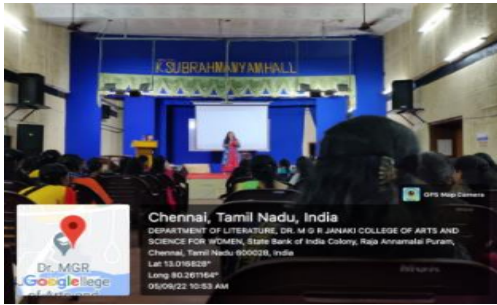 K SUBRAHMANYAM HALL
GPS Map Camera
Chennai, Tamil Nadu, India
DEPARTMENT OF LITERATURE, DR. M G R JANAKI COLLEGE OF ARTS AND
SCIENCE FOR WOMEN, State Bank of India Colony, Raja Annamalai Puram,
Chennai, Tamil Nadu 600028, India
Lat 13.016828°
Long 80.261164°
05/09/22 10:53 AM
Dr. MGR
Google
llege